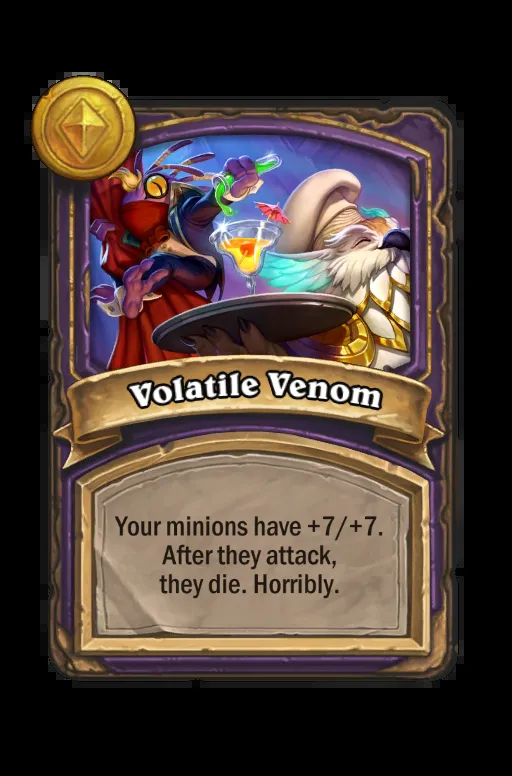 Volatile Venom
Your minions have +7/+7.
After they attack,
they die. Horribly.